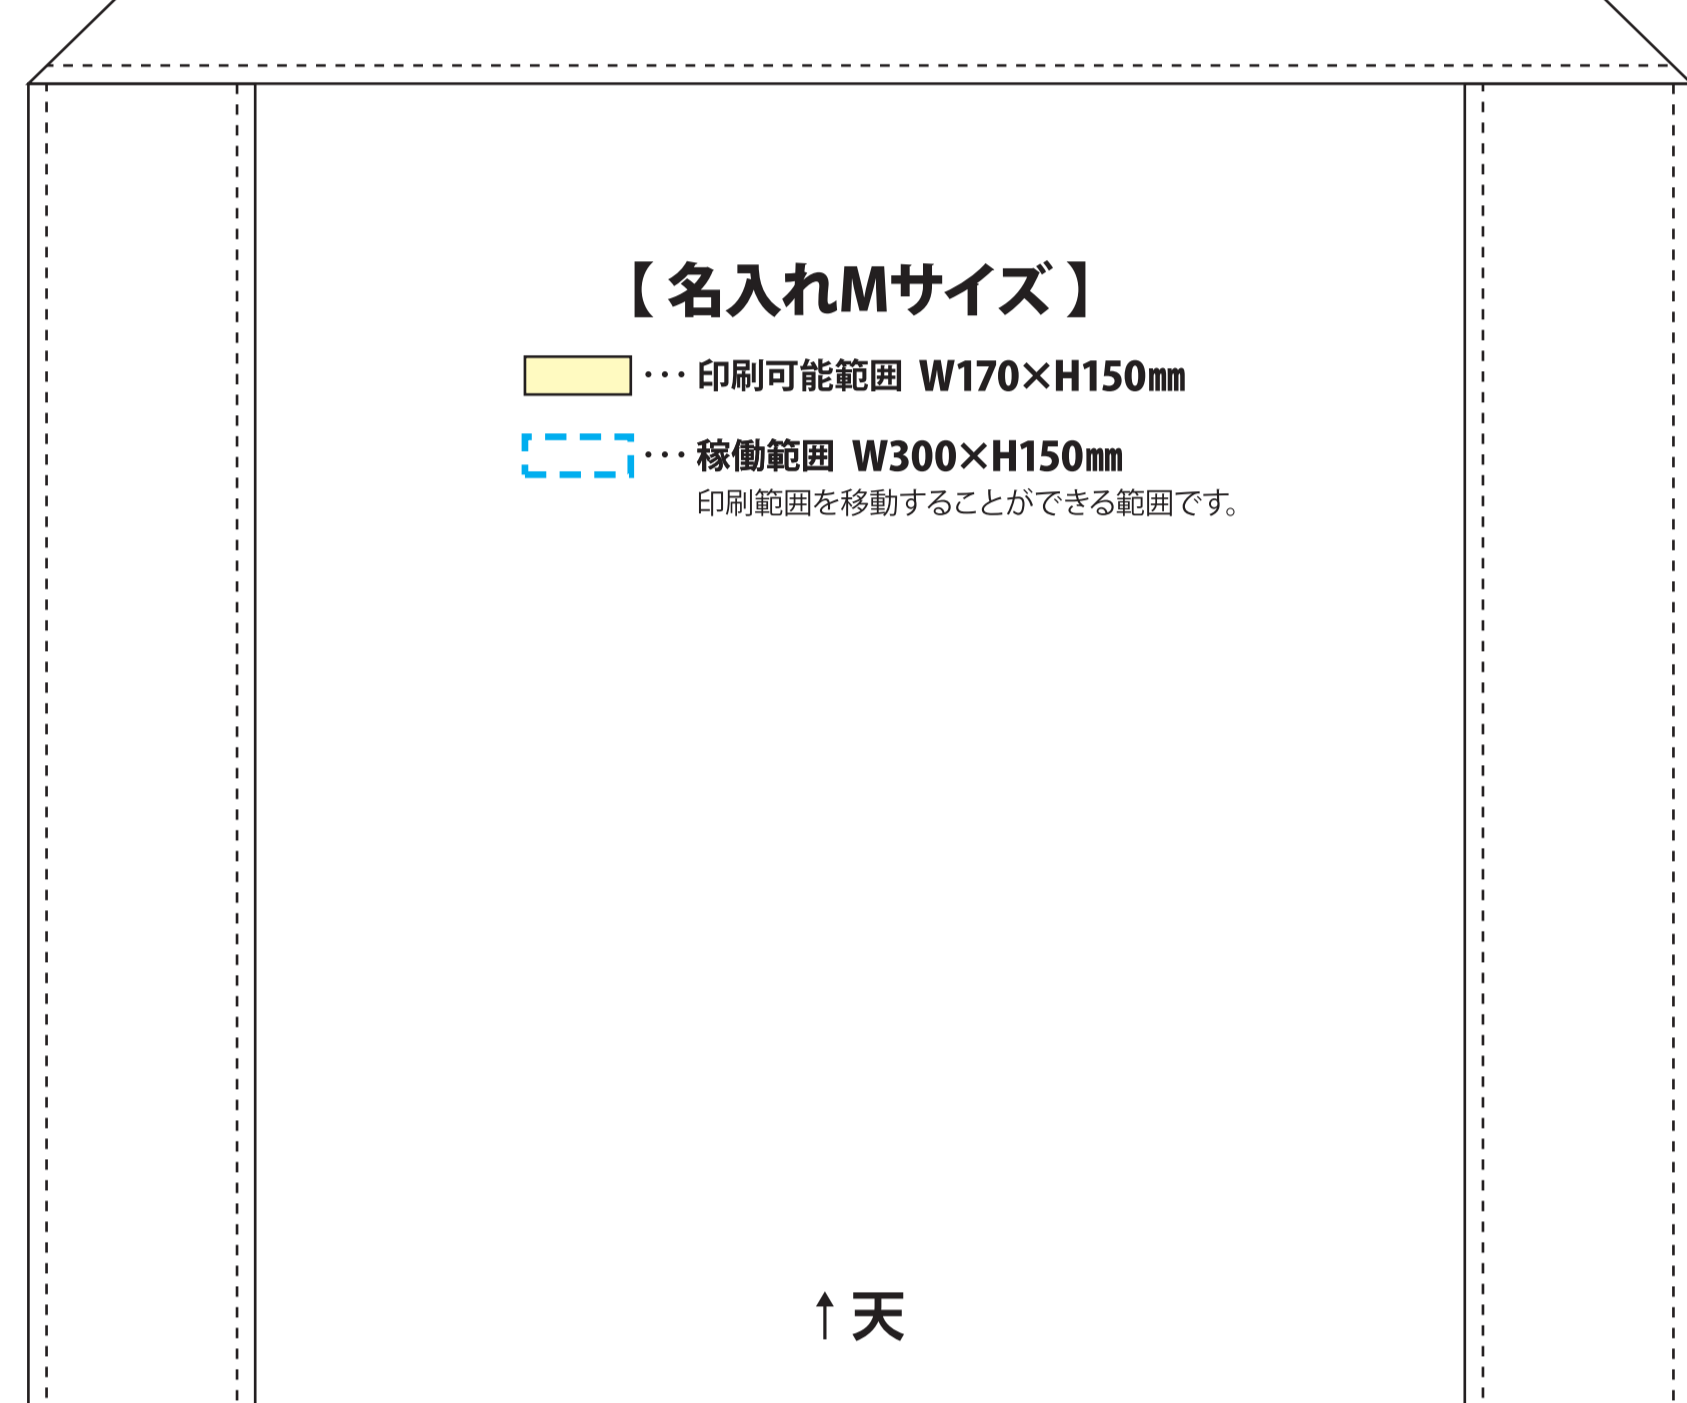 【 名入れMサイズ 】
･･･ 印刷可能範囲 W170×H150㎜
･･･ 稼働範囲 W300×H150㎜
印刷範囲を移動することができる範囲です。
↑ 天